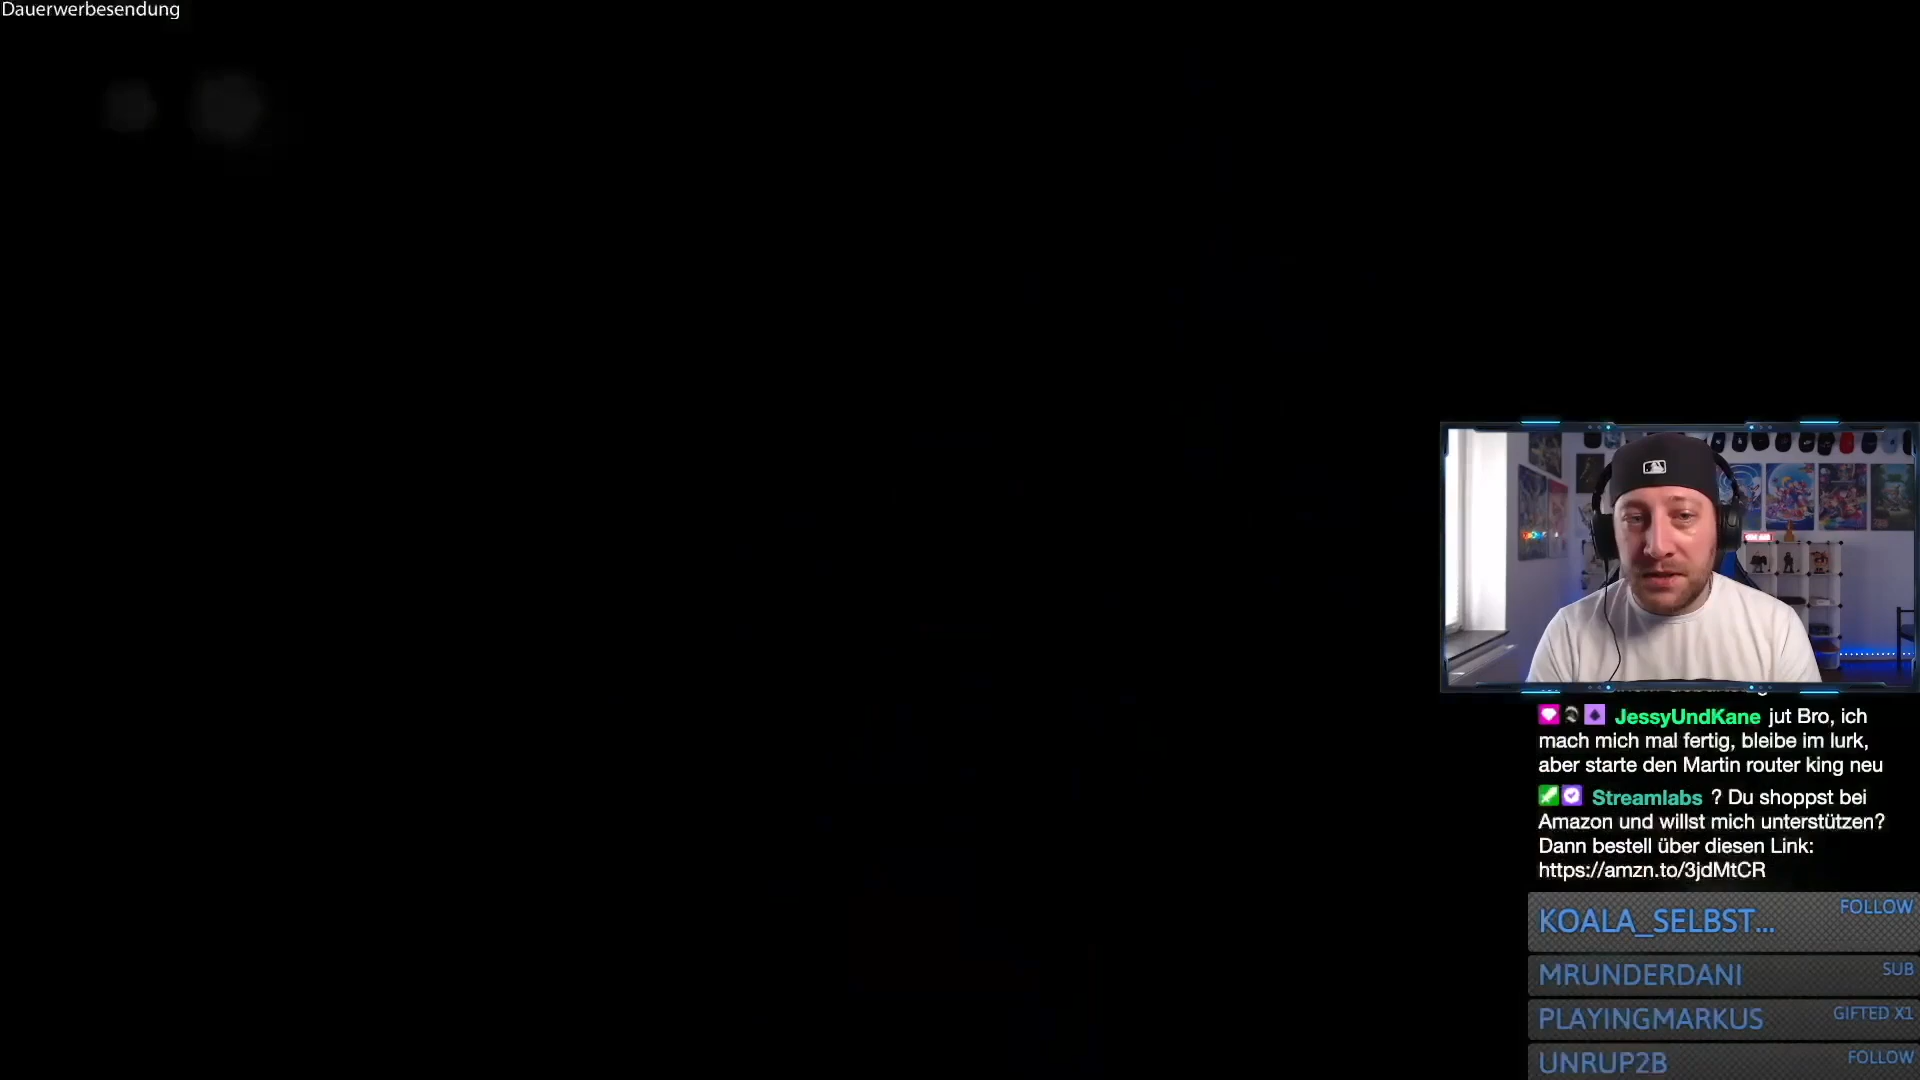 Dauerwerbesendung
JessyUndKane jut Bro, ich
mach mich mal fertig, bleibe im lurk,
aber starte den Martin router king neu
Streamlabs ? Du shoppst bei
Amazon und willst mich unterstützen?
Dann bestell über diesen Link:
https://amzn.to/3jdMtCR
KOALA_SELBST... FOLLOW
MRUNDERDANI SUB
PLAYINGMARKUS GIFTED X1
UNRUP2B FOLLOW